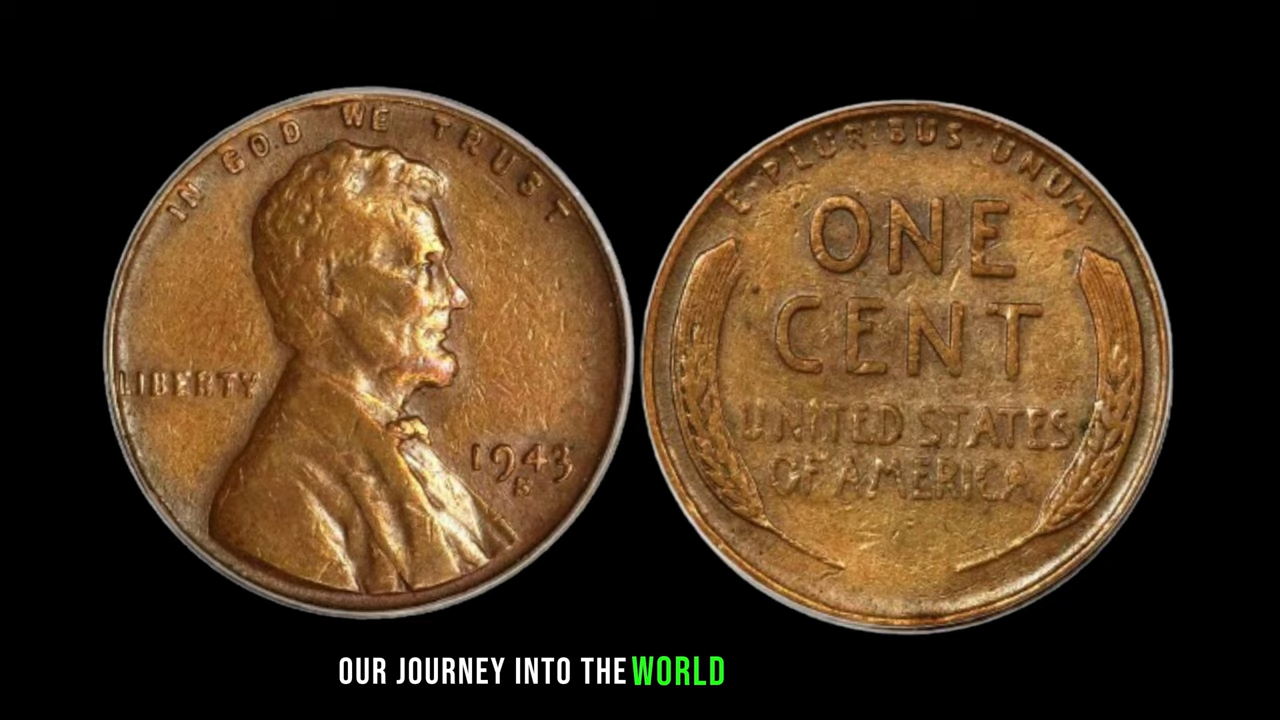 IN GOD WE TRUST
LIBERTY
1943
E·PLURIBUS·UNUM
ONE
CENT
UNITED STATES
OF AMERICA
OUR JOURNEY INTO THE WORLD